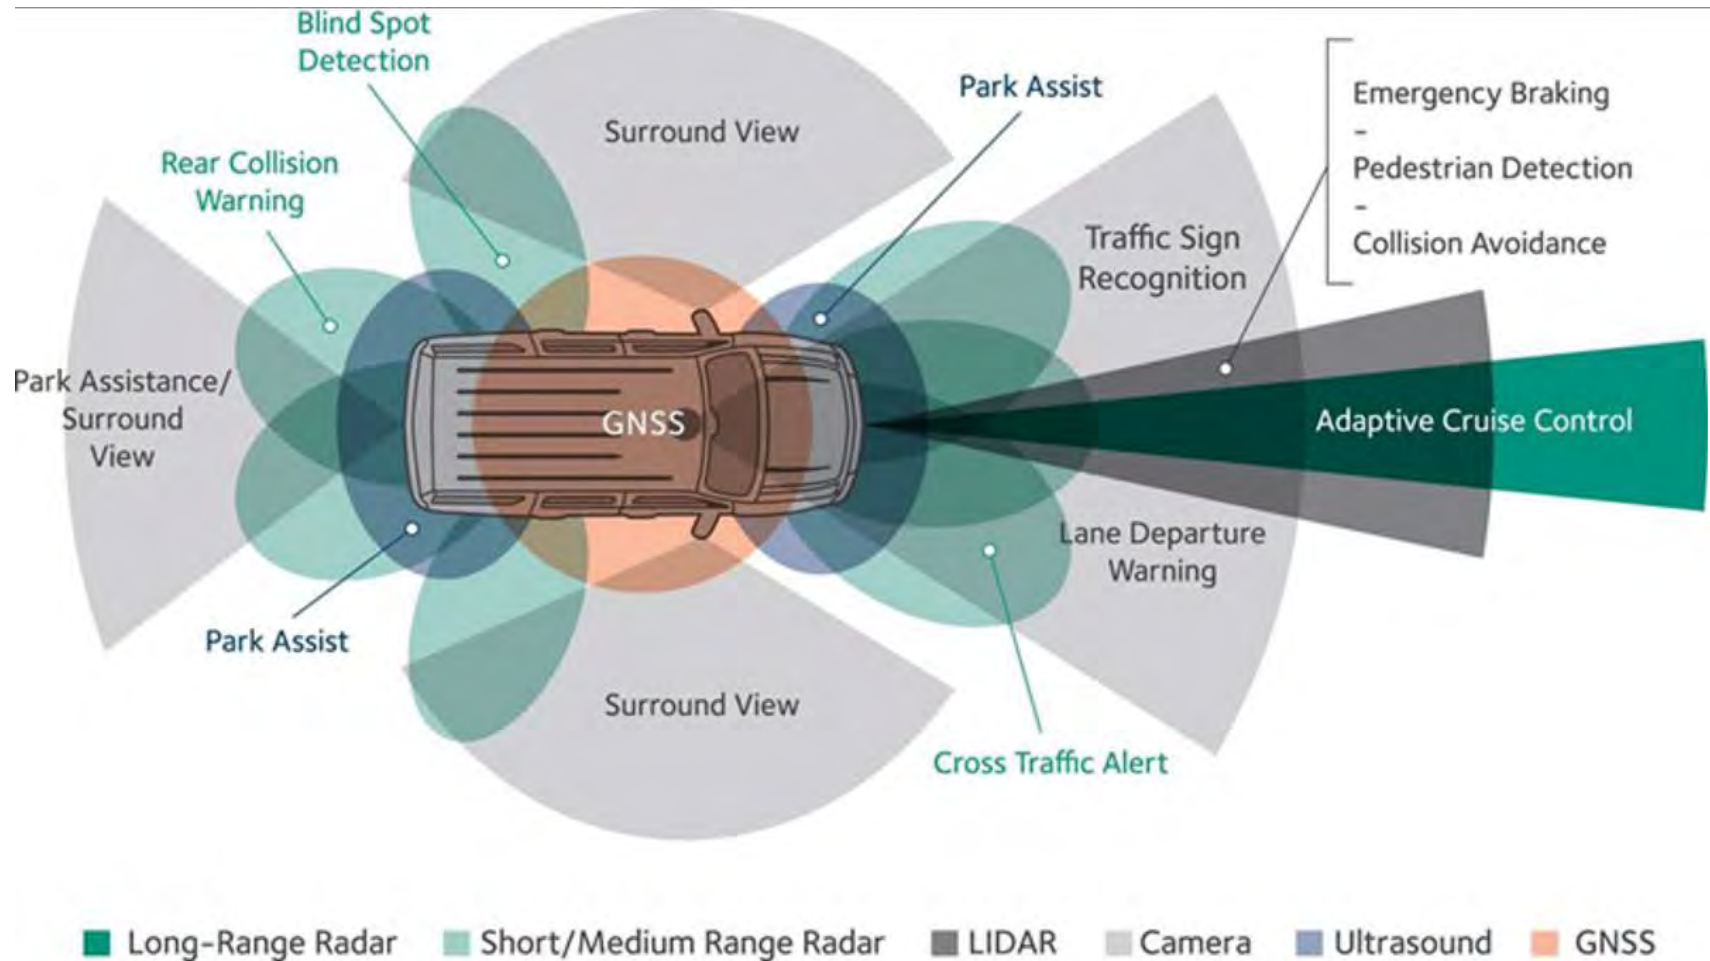 Blind Spot
Detection
Surround View
Park Assist
Emergency Braking
-
Pedestrian Detection
-
Collision Avoidance
Rear Collision
Warning
Traffic Sign
Recognition
Park Assistance/
Surround
View
GNSS
Adaptive Cruise Control
Lane Departure
Warning
Park Assist
Surround View
Cross Traffic Alert
Long-Range Radar
Short/Medium Range Radar
LIDAR
Camera
Ultrasound
GNSS